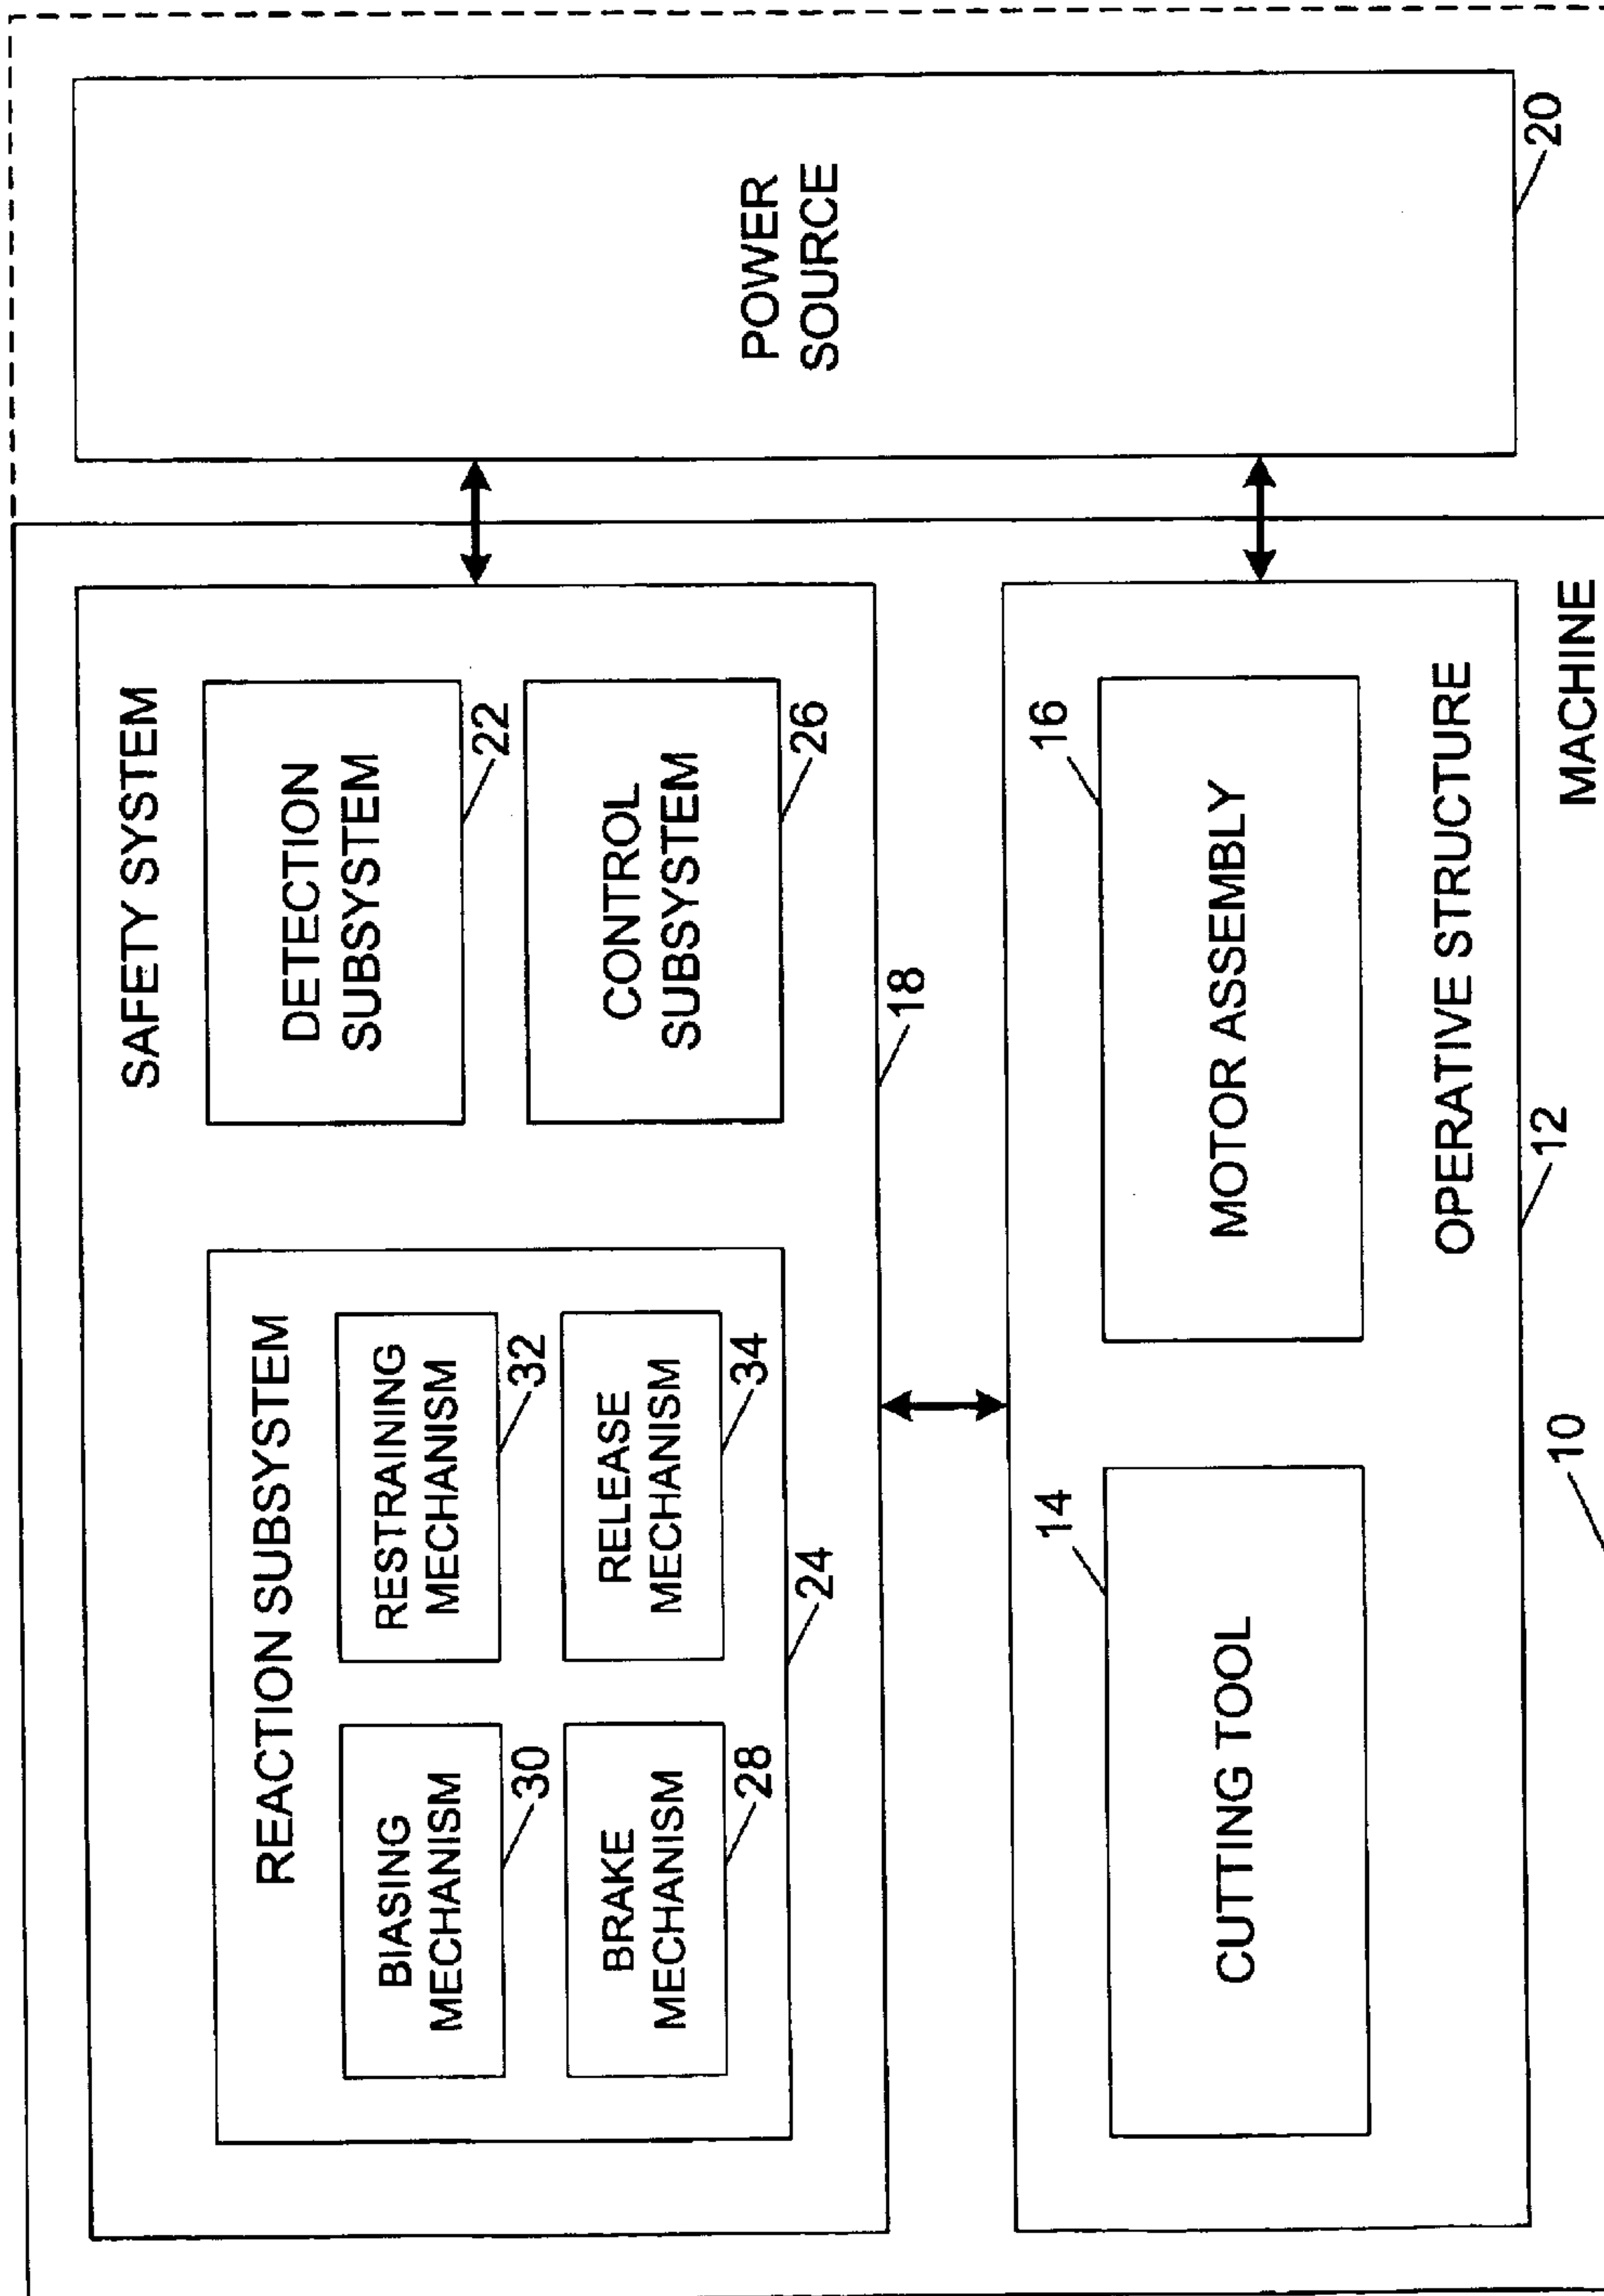 SAFETY SYSTEM
REACTION SUBSYSTEM
BIASING
MECHANISM
30
RESTRAINING
MECHANISM
32
BRAKE
MECHANISM
28
RELEASE
MECHANISM
34
24
DETECTION
SUBSYSTEM
22
CONTROL
SUBSYSTEM
26
18
POWER
SOURCE
20
14
CUTTING TOOL
16
MOTOR ASSEMBLY
OPERATIVE STRUCTURE
12
10
MACHINE